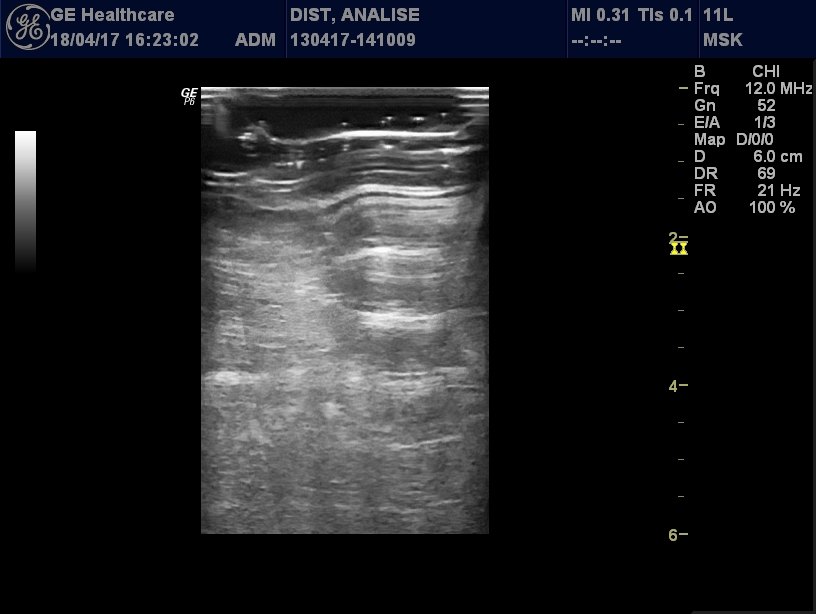 GE Healthcare
18/04/17 16:23:02 ADM
DIST, ANALISE
130417-141009
MI 0.31 TIs 0.1
--:--:--
11L
MSK
GE
P6
B CHI
Frq 12.0 MHz
Gn 52
E/A 1/3
Map D/0/0
D 6.0 cm
DR 69
FR 21 Hz
AO 100 %
2
4
6